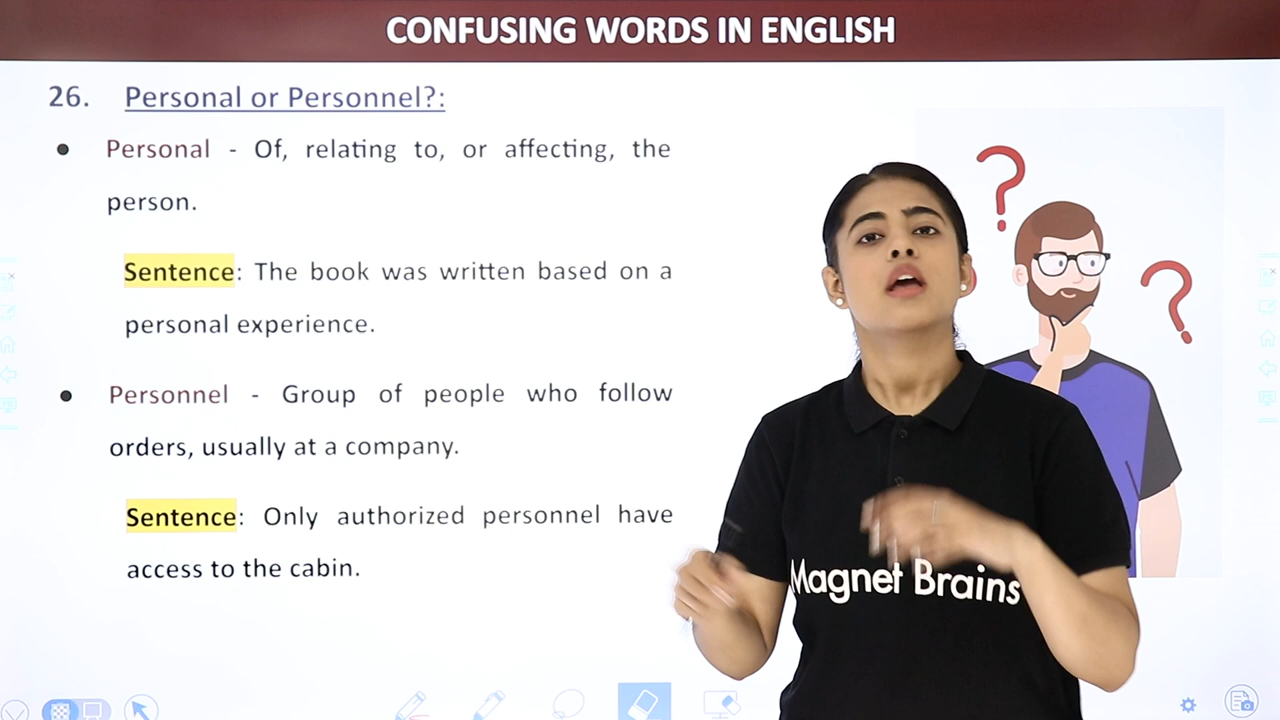 CONFUSING WORDS IN ENGLISH
26. Personal or Personnel?:
● Personal - Of, relating to, or affecting, the
person.
Sentence: The book was written based on a
personal experience.
● Personnel - Group of people who follow
orders, usually at a company.
Sentence: Only authorized personnel have
access to the cabin.
Magnet Brains